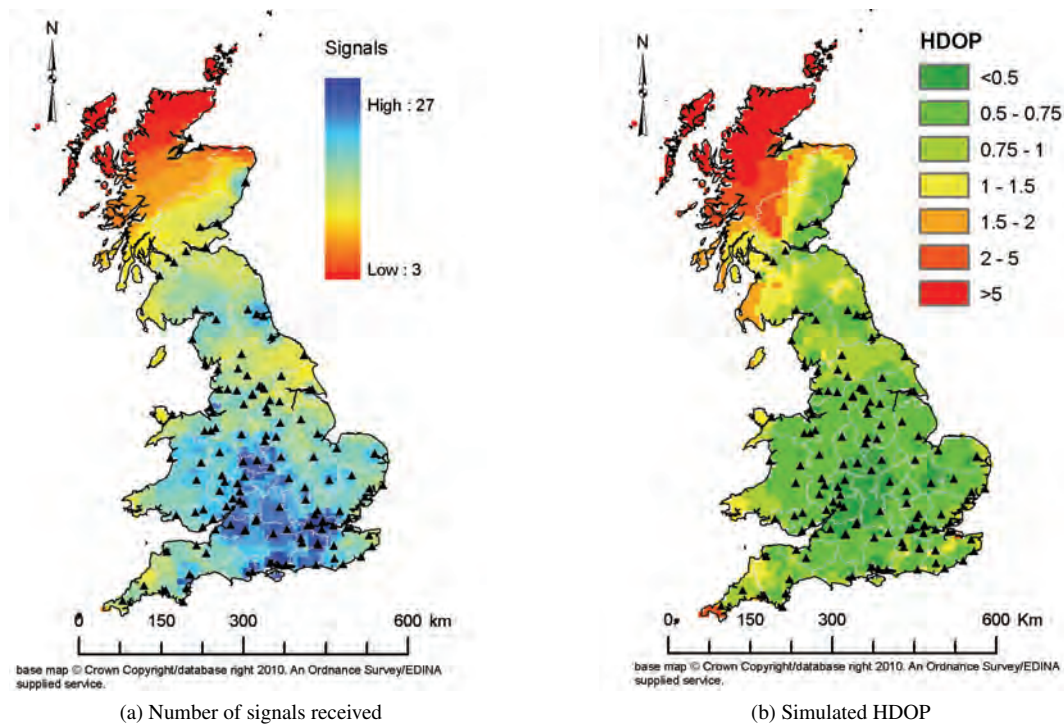 N
Signals
High : 27
Low : 3
0 150 300 600 Km
base map © Crown Copyright/database right 2010. An Ordnance Survey/EDINA
supplied service.
(a) Number of signals received
N
HDOP
<0.5
0.5 - 0.75
0.75 - 1
1 - 1.5
1.5 - 2
2 - 5
>5
0 150 300 600 Km
base map © Crown Copyright/database right 2010. An Ordnance Survey/EDINA
supplied service.
(b) Simulated HDOP